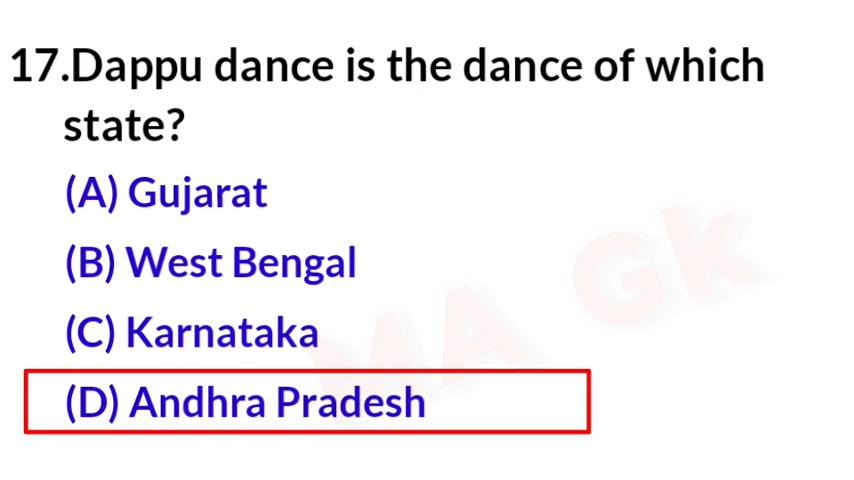 17.Dappu dance is the dance of which
state?
(A) Gujarat
(B) West Bengal
(C) Karnataka
(D) Andhra Pradesh
MA Gk